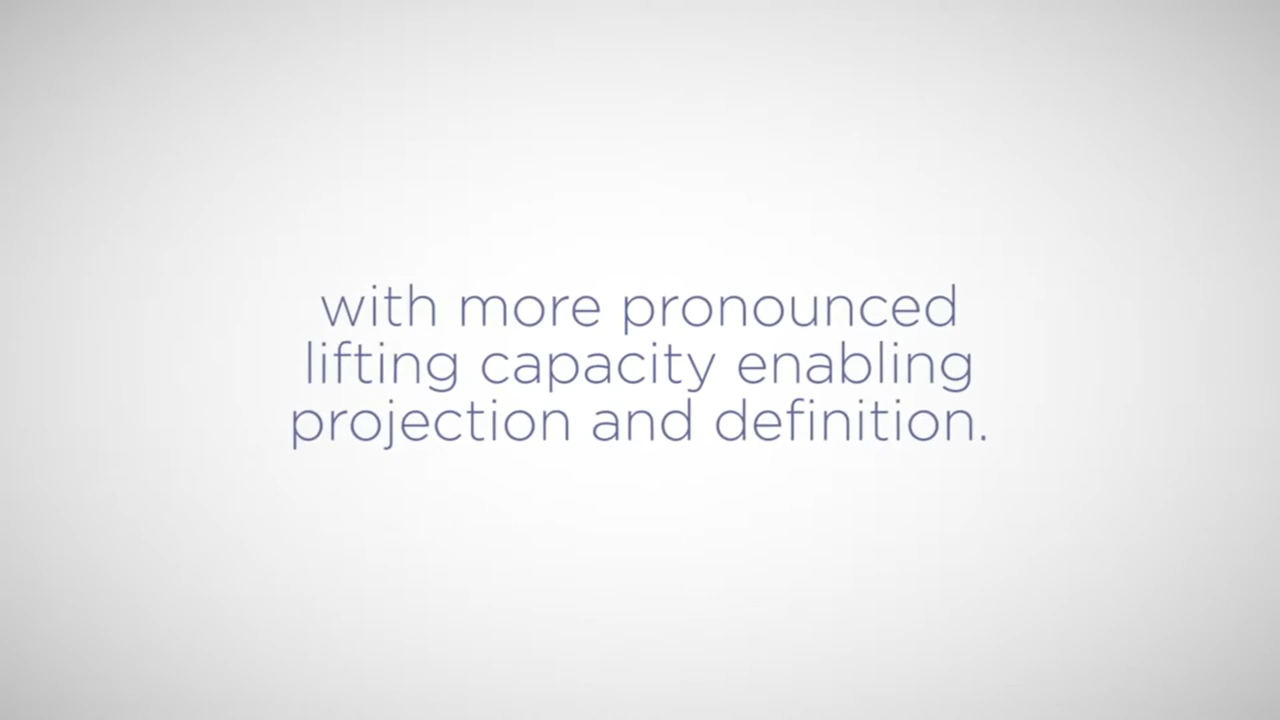 with more pronounced
lifting capacity enabling
projection and definition.